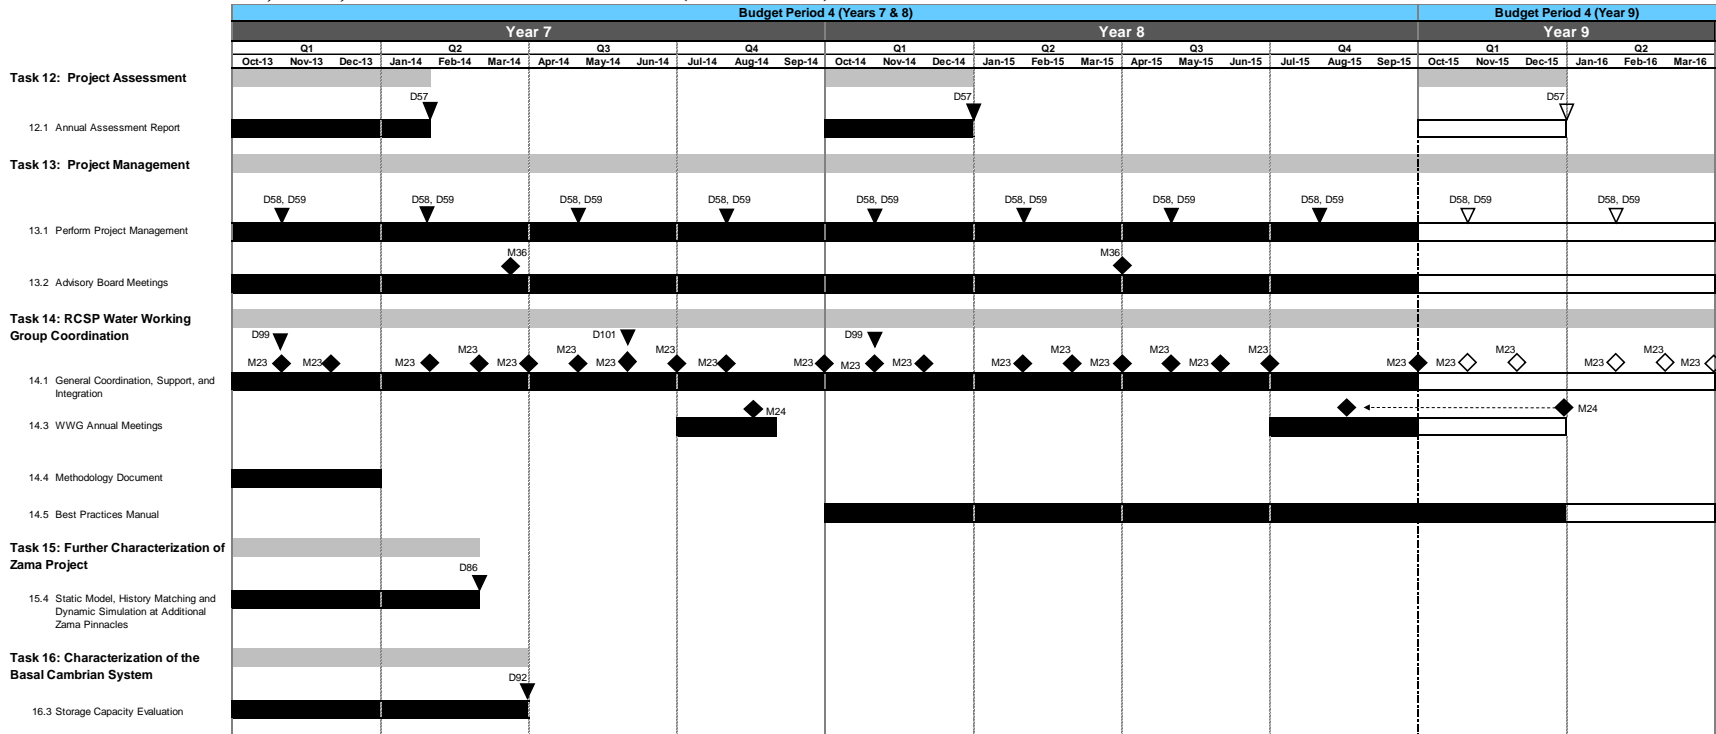 Budget Period 4 (Years 7 & 8) Budget Period 4 (Year 9)
Year 7 Year 8 Year 9
Q1 Q2 Q3 Q4 Q1 Q2 Q3 Q4 Q1 Q2
Oct-13 Nov-13 Dec-13 Jan-14 Feb-14 Mar-14 Apr-14 May-14 Jun-14 Jul-14 Aug-14 Sep-14 Oct-14 Nov-14 Dec-14 Jan-15 Feb-15 Mar-15 Apr-15 May-15 Jun-15 Jul-15 Aug-15 Sep-15 Oct-15 Nov-15 Dec-15 Jan-16 Feb-16 Mar-16
Task 12: Project Assessment
D57 D57 D57
12.1 Annual Assessment Report
Task 13: Project Management
D58, D59 D58, D59 D58, D59 D58, D59 D58, D59 D58, D59 D58, D59 D58, D59 D58, D59 D58, D59
13.1 Perform Project Management
M36 M36
13.2 Advisory Board Meetings
Task 14: RCSP Water Working
Group Coordination
D99 D101 D99
M23 M23 M23 M23 M23 M23 M23 M23 M23 M23 M23 M23 M23 M23 M23 M23 M23 M23 M23 M23 M23 M23 M23 M23
14.1 General Coordination, Support, and
Integration
M24 M24
14.3 WWG Annual Meetings
14.4 Methodology Document
14.5 Best Practices Manual
Task 15: Further Characterization of
Zama Project
D86
15.4 Static Model, History Matching and
Dynamic Simulation at Additional
Zama Pinnacles
Task 16: Characterization of the
Basal Cambrian System
D92
16.3 Storage Capacity Evaluation